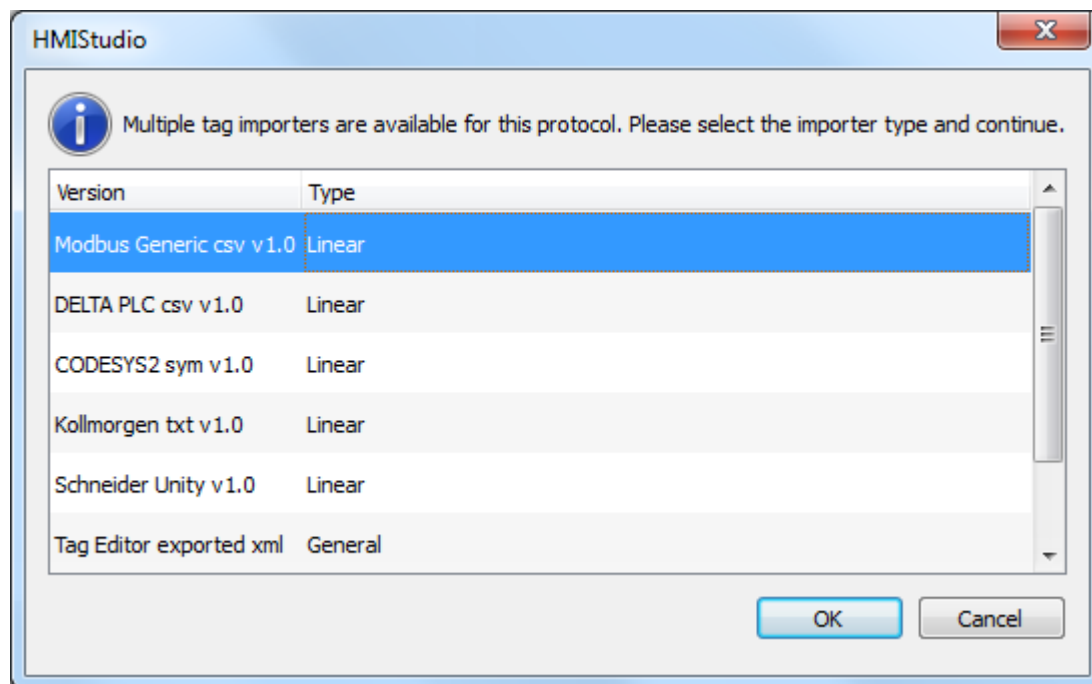 HMIStudio
Multiple tag importers are available for this protocol. Please select the importer type and continue.
Version Type
Modbus Generic csv v1.0 Linear
DELTA PLC csv v1.0 Linear
CODESYS2 sym v1.0 Linear
Kollmorgen txt v1.0 Linear
Schneider Unity v1.0 Linear
Tag Editor exported xml General
OK Cancel